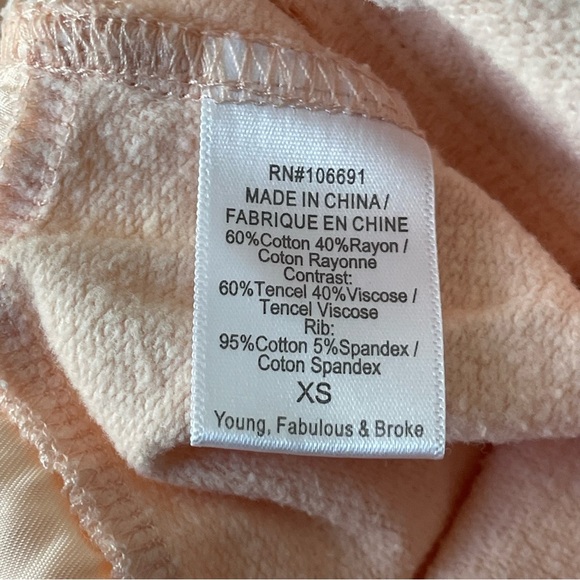 RN#106691
MADE IN CHINA/
FABRIQUE EN CHINE
60%Cotton 40%Rayon /
Coton Rayonne
Contrast:
60%Tencel 40%Viscose /
Tencel Viscose
Rib:
95%Cotton 5%Spandex /
Coton Spandex
XS
Young, Fabulous & Broke